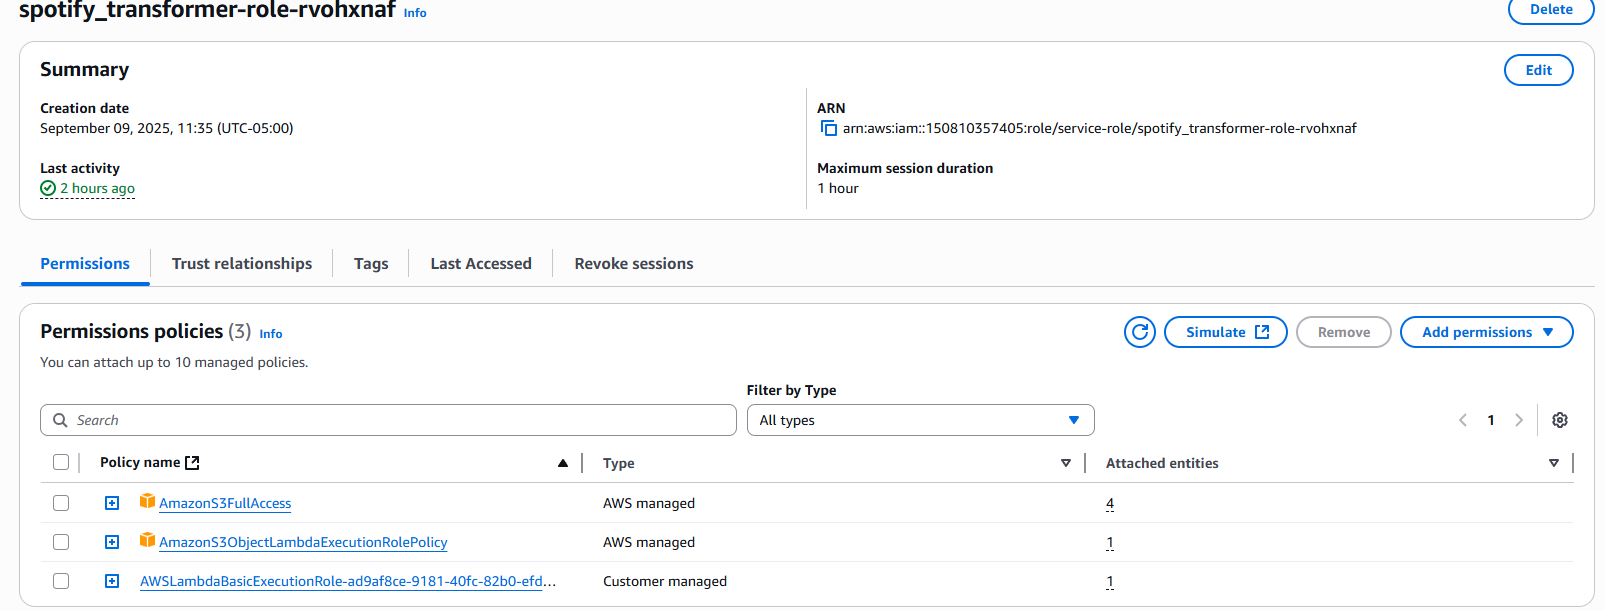 spotify_transformer-role-rvohxnaf Info
Delete
Summary
Edit
Creation date
September 09, 2025, 11:35 (UTC-05:00)
ARN
arn:aws:iam::150810357405:role/service-role/spotify_transformer-role-rvohxnaf
Last activity
2 hours ago
Maximum session duration
1 hour
Permissions
Trust relationships
Tags
Last Accessed
Revoke sessions
Permissions policies (3) Info
Simulate
Remove
Add permissions
You can attach up to 10 managed policies.
Filter by Type
Search
All types
1
Policy name
Type
Attached entities
AmazonS3FullAccess
AWS managed
4
AmazonS3ObjectLambdaExecutionRolePolicy
AWS managed
1
AWSLambdaBasicExecutionRole-ad9af8ce-9181-40fc-82b0-efd...
Customer managed
1